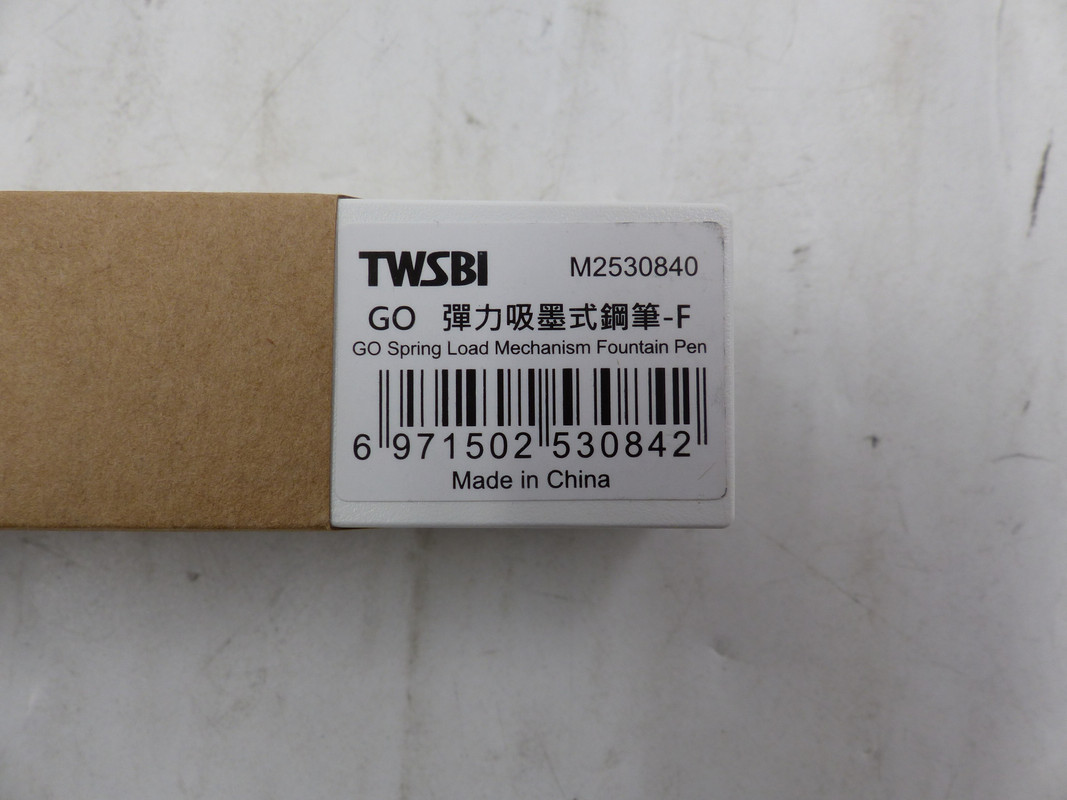 TWSBI M2530840
GO 彈力吸墨式鋼筆-F
GO Spring Load Mechanism Fountain Pen
6 971502 530842
Made in China